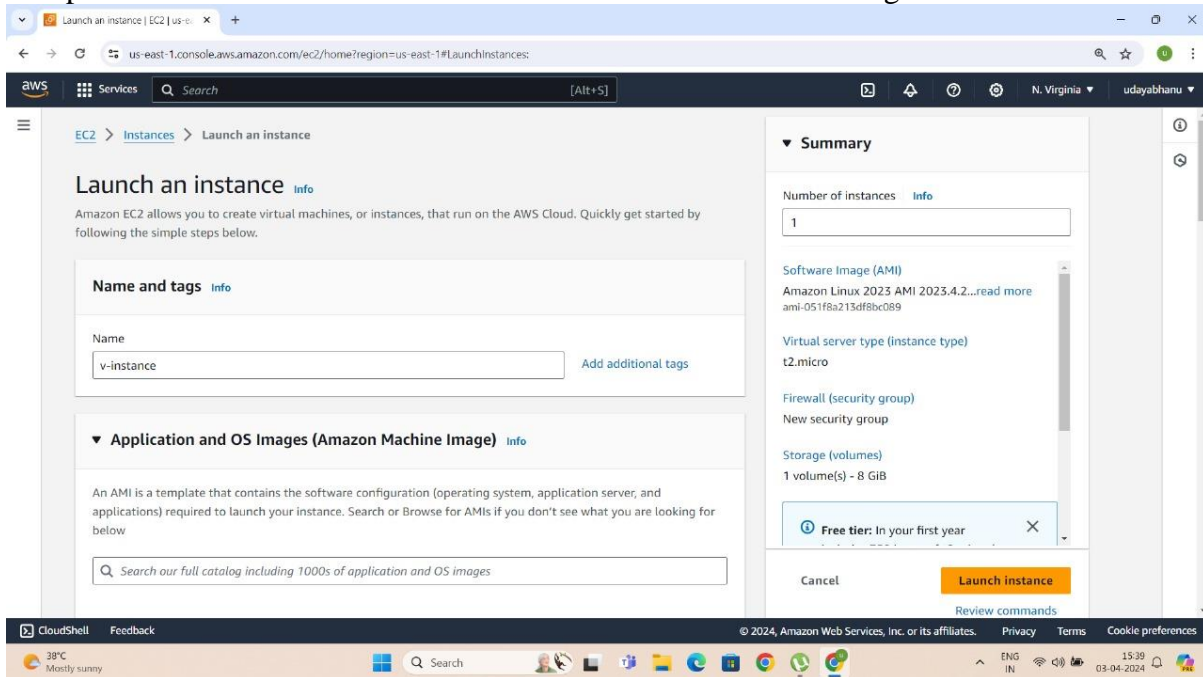 Launch an instance | EC2 | us-e
us-east-1.console.aws.amazon.com/ec2/home?region=us-east-1#LaunchInstances:
aws Services Search [Alt+S] N. Virginia ▼ udayabhanu ▼
EC2 > Instances > Launch an instance
Launch an instance Info
Amazon EC2 allows you to create virtual machines, or instances, that run on the AWS Cloud. Quickly get started by
following the simple steps below.
Name and tags Info
Name
v-instance
Add additional tags
▼ Application and OS Images (Amazon Machine Image) Info
An AMI is a template that contains the software configuration (operating system, application server, and
applications) required to launch your instance. Search or Browse for AMIs if you don't see what you are looking for
below
Search our full catalog including 1000s of application and OS images
▼ Summary
Number of instances Info
1
Software Image (AMI)
Amazon Linux 2023 AMI 2023.4.2...read more
ami-051f8a213df8bc089
Virtual server type (instance type)
t2.micro
Firewall (security group)
New security group
Storage (volumes)
1 volume(s) - 8 GiB
Free tier: In your first year
Cancel
Launch instance
Review commands
CloudShell Feedback © 2024, Amazon Web Services, Inc. or its affiliates. Privacy Terms Cookie preferences
38°C
Mostly sunny
Search
ENG
IN
15:39
03-04-2024